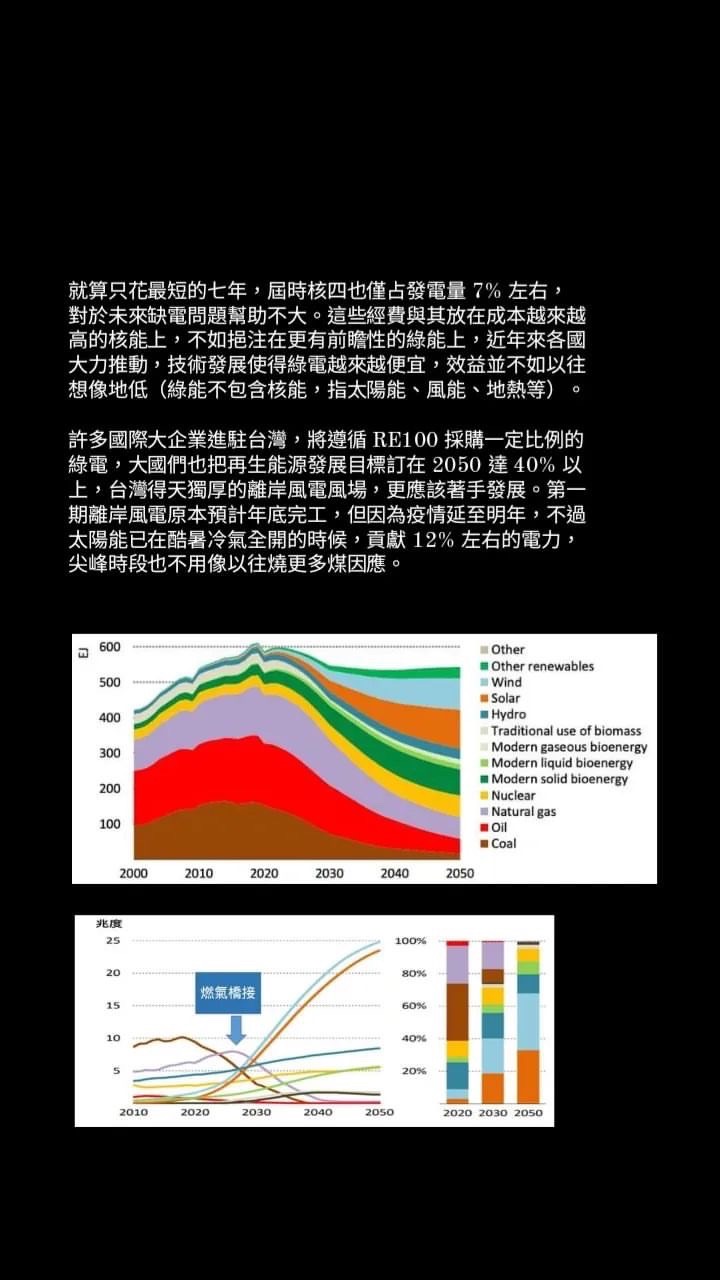 就算只花最短的七年，屆時核四也僅占發電量 7% 左右，
對於未來缺電問題幫助不大。這些經費與其放在成本越來越
高的核能上，不如挹注在更有前瞻性的綠能上，近年來各國
大力推動，技術發展使得綠電越來越便宜，效益並不如以往
想像地低（綠能不包含核能，指太陽能、風能、地熱等）。
許多國際大企業進駐台灣，將遵循 RE100 採購一定比例的
綠電，大國們也把再生能源發展目標訂在 2050 達 40% 以
上，台灣得天獨厚的離岸風電風場，更應該著手發展。第一
期離岸風電原本預計年底完工，但因為疫情延至明年，不過
太陽能已在酷暑冷氣全開的時候，貢獻 12% 左右的電力，
尖峰時段也不用像以往燒更多煤因應。
EJ
600
500
400
300
200
100
2000 2010 2020 2030 2040 2050
Other
Other renewables
Wind
Solar
Hydro
Traditional use of biomass
Modern gaseous bioenergy
Modern liquid bioenergy
Modern solid bioenergy
Nuclear
Natural gas
Oil
Coal
兆度
25
20
15
10
5
2010 2020 2030 2040 2050
燃氣橋接
100%
80%
60%
40%
20%
2020 2030 2050